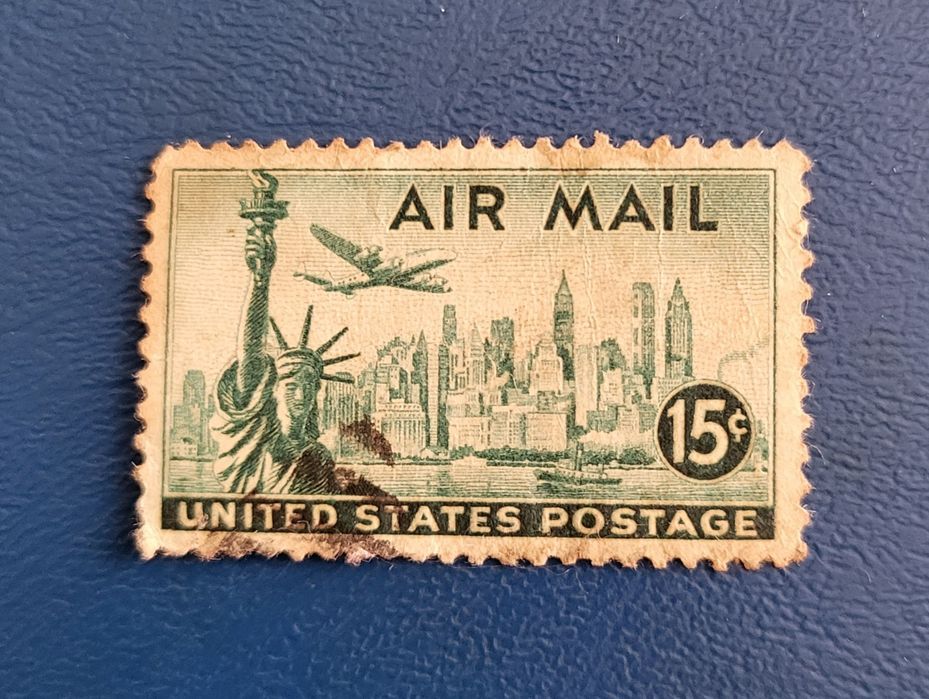 AIR MAIL
15¢
UNITED STATES POSTAGE